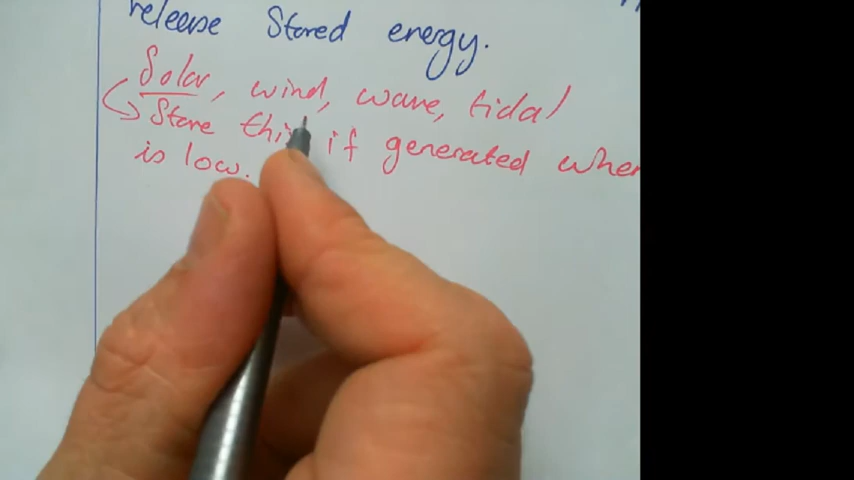 release Stored energy.
Solar, wind, wave, tidal
Store this if generated when
is low.